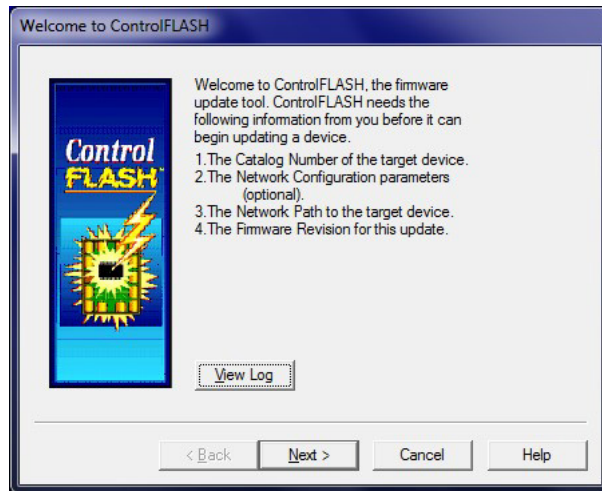 Welcome to ControlFLASH
Control
FLASH
Welcome to ControlFLASH, the firmware
update tool. ControlFLASH needs the
following information from you before it can
begin updating a device.
1.The Catalog Number of the target device.
2.The Network Configuration parameters
(optional).
3.The Network Path to the target device.
4.The Firmware Revision for this update.
View Log
< Back
Next >
Cancel
Help